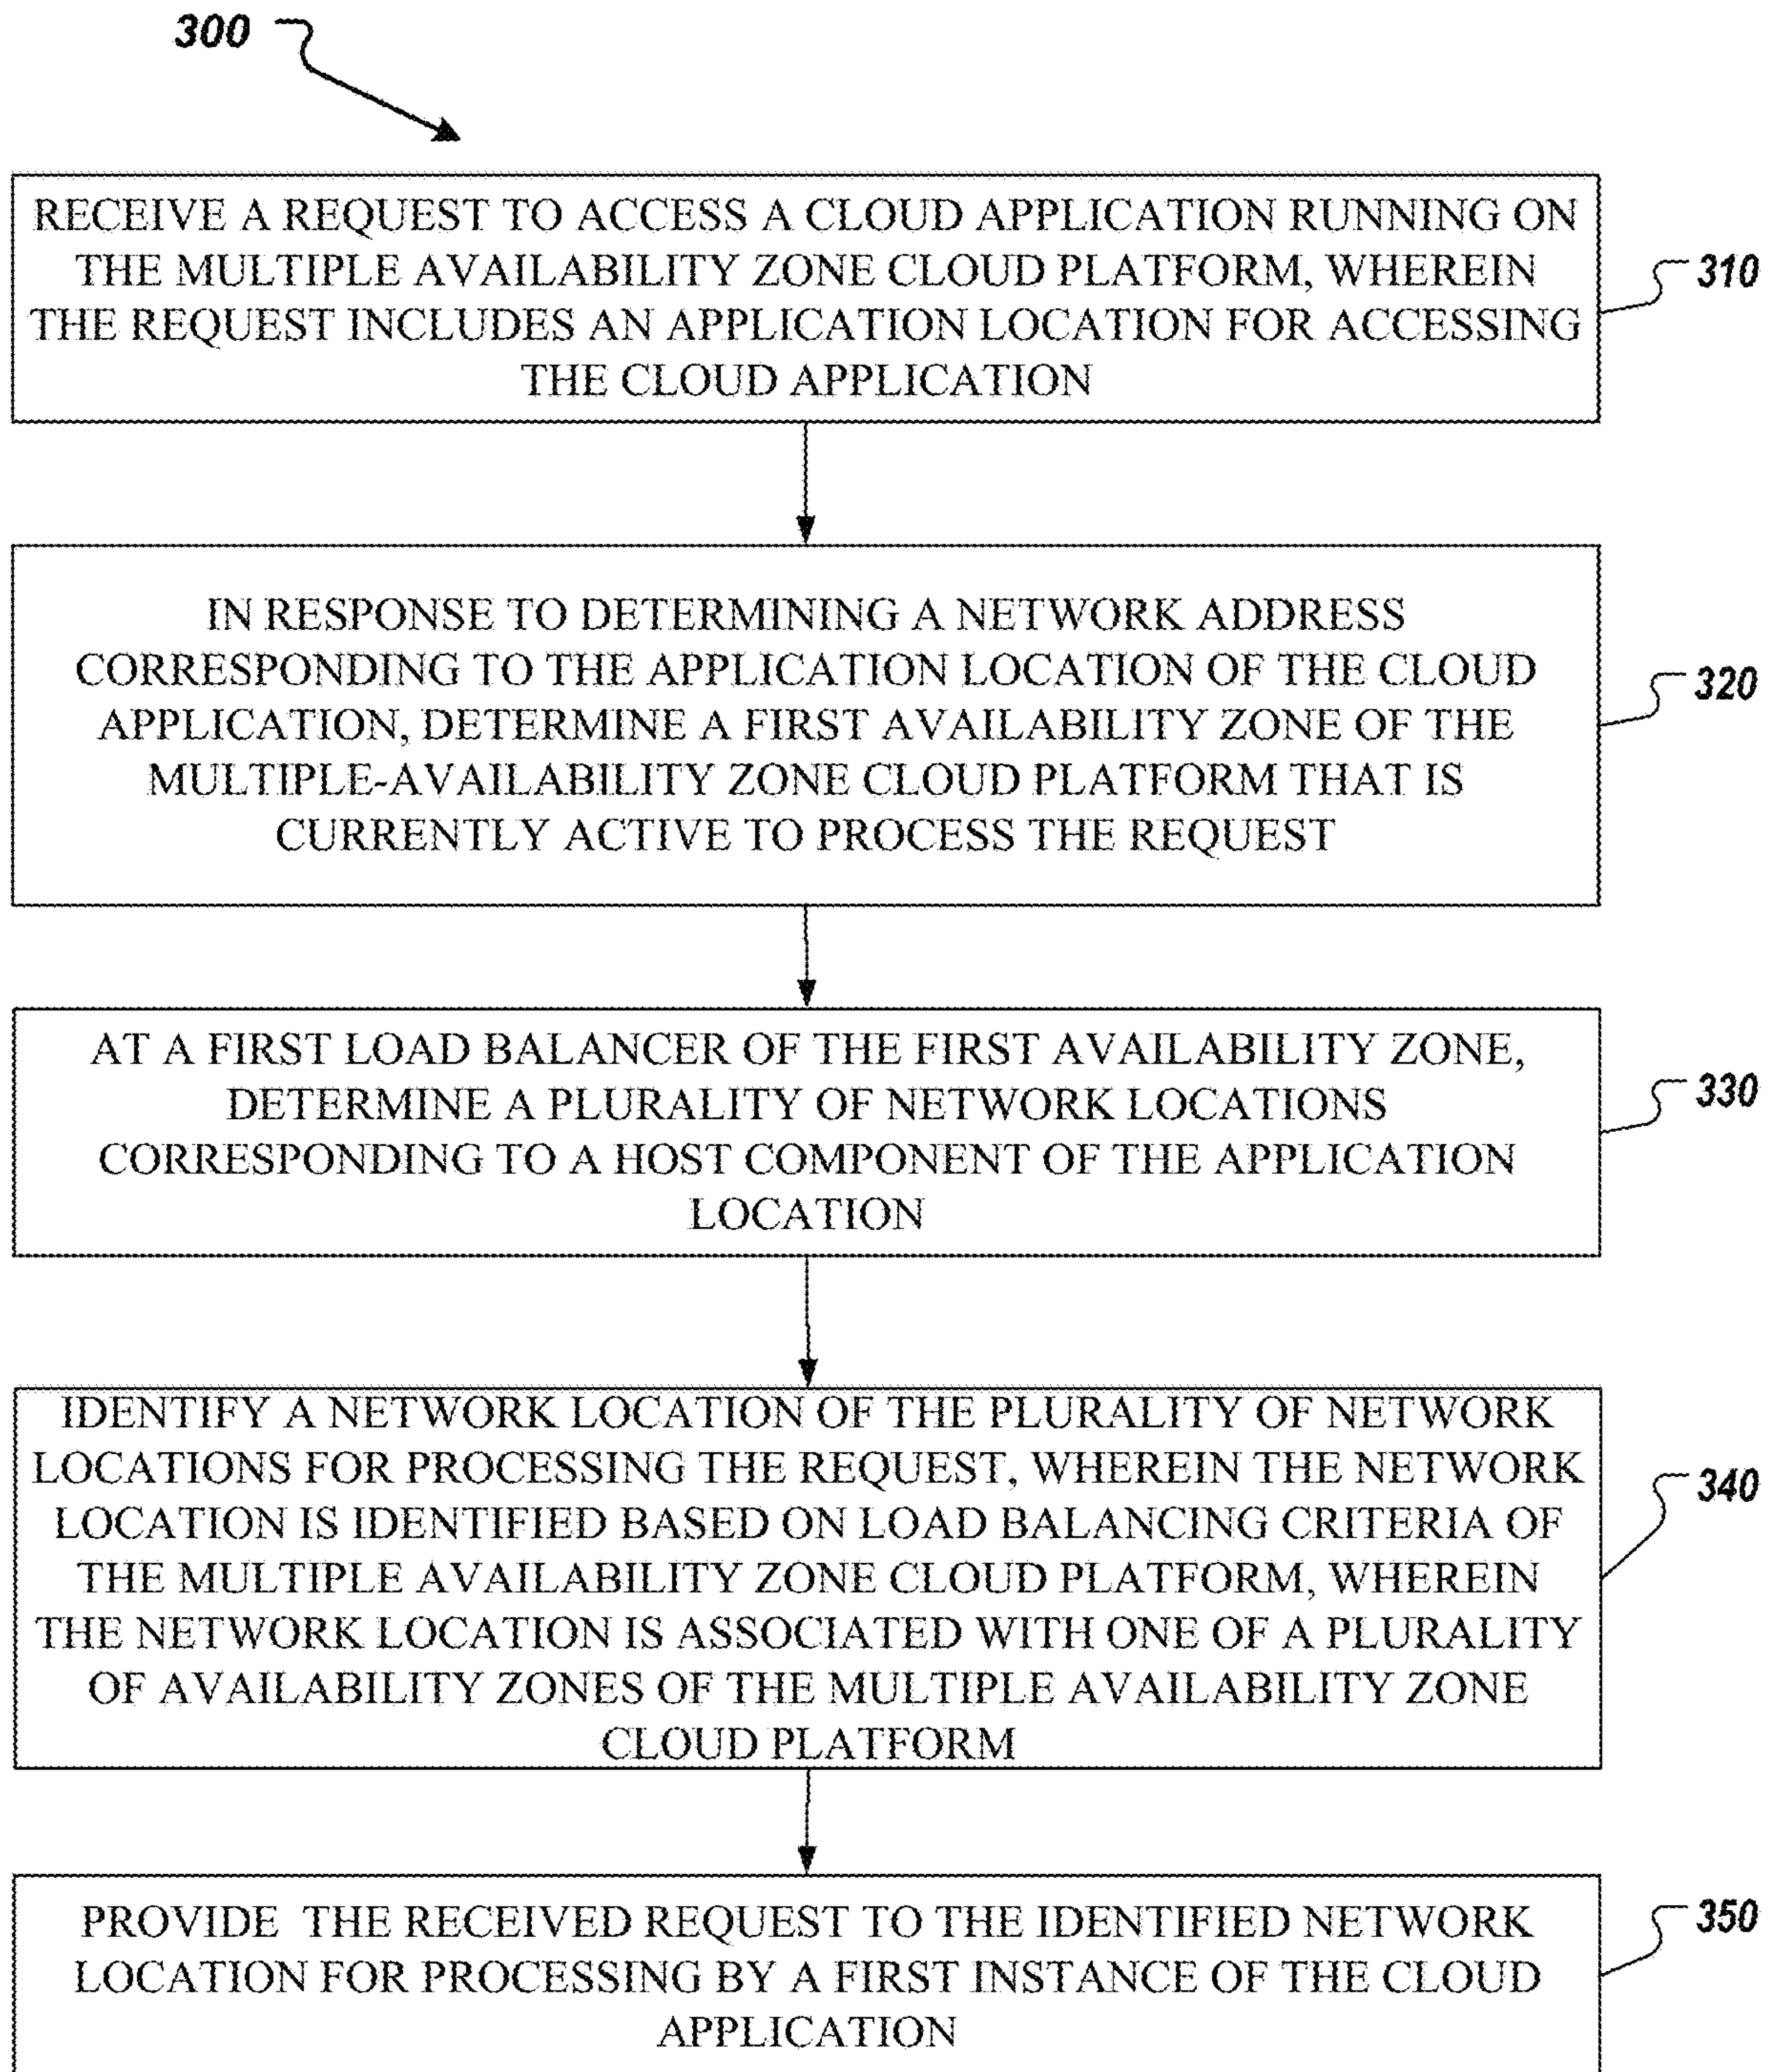 300
RECEIVE A REQUEST TO ACCESS A CLOUD APPLICATION RUNNING ON
THE MULTIPLE AVAILABILITY ZONE CLOUD PLATFORM, WHEREIN
THE REQUEST INCLUDES AN APPLICATION LOCATION FOR ACCESSING
THE CLOUD APPLICATION
310
IN RESPONSE TO DETERMINING A NETWORK ADDRESS
CORRESPONDING TO THE APPLICATION LOCATION OF THE CLOUD
APPLICATION, DETERMINE A FIRST AVAILABILITY ZONE OF THE
MULTIPLE-AVAILABILITY ZONE CLOUD PLATFORM THAT IS
CURRENTLY ACTIVE TO PROCESS THE REQUEST
320
AT A FIRST LOAD BALANCER OF THE FIRST AVAILABILITY ZONE,
DETERMINE A PLURALITY OF NETWORK LOCATIONS
CORRESPONDING TO A HOST COMPONENT OF THE APPLICATION
LOCATION
330
IDENTIFY A NETWORK LOCATION OF THE PLURALITY OF NETWORK
LOCATIONS FOR PROCESSING THE REQUEST, WHEREIN THE NETWORK
LOCATION IS IDENTIFIED BASED ON LOAD BALANCING CRITERIA OF
THE MULTIPLE AVAILABILITY ZONE CLOUD PLATFORM, WHEREIN
THE NETWORK LOCATION IS ASSOCIATED WITH ONE OF A PLURALITY
OF AVAILABILITY ZONES OF THE MULTIPLE AVAILABILITY ZONE
CLOUD PLATFORM
340
PROVIDE THE RECEIVED REQUEST TO THE IDENTIFIED NETWORK
LOCATION FOR PROCESSING BY A FIRST INSTANCE OF THE CLOUD
APPLICATION
350